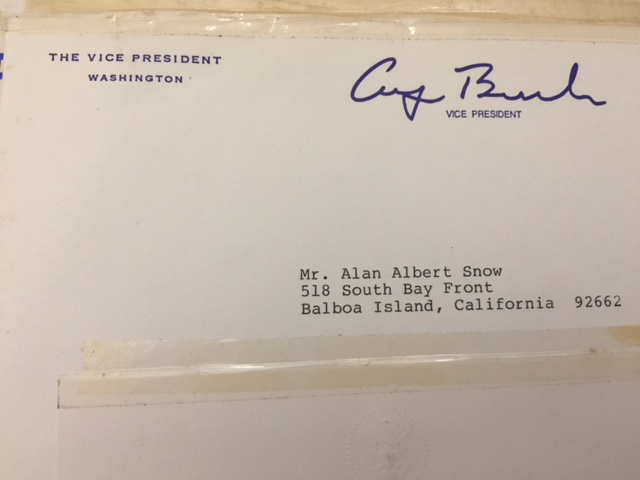 THE VICE PRESIDENT
WASHINGTON
Bush
VICE PRESIDENT
Mr. Alan Albert Snow
518 South Bay Front
Balboa Island, California 92662